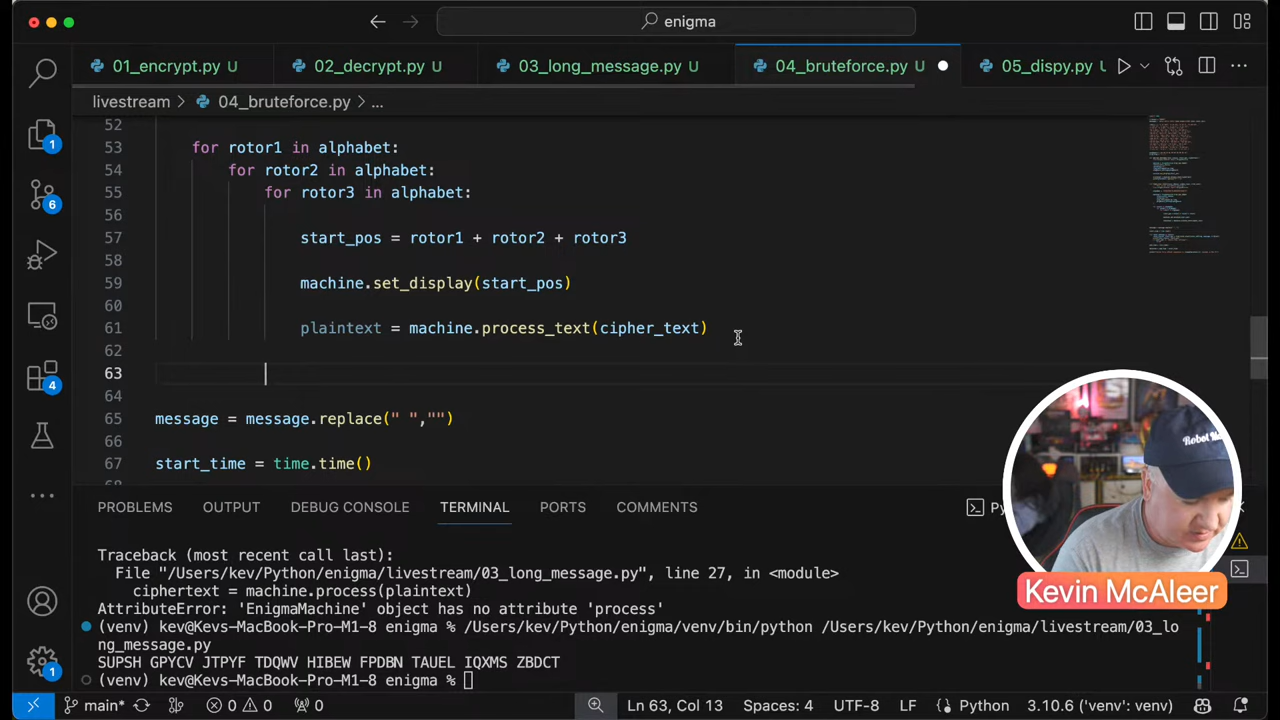 enigma
01_encrypt.py U
02_decrypt.py U
03_long_message.py U
04_bruteforce.py U
05_dispy.py
livestream > 04_bruteforce.py > ...
52
53 for rotor1 in alphabet:
54 for rotor2 in alphabet:
55 for rotor3 in alphabet:
56
57 start_pos = rotor1 + rotor2 + rotor3
58
59 machine.set_display(start_pos)
60
61 plaintext = machine.process_text(cipher_text)
62
63
64
65 message = message.replace(" ","")
66
67 start_time = time.time()
1
6
4
1
PROBLEMS OUTPUT DEBUG CONSOLE TERMINAL PORTS COMMENTS
Traceback (most recent call last):
File "/Users/kev/Python/enigma/livestream/03_long_message.py", line 27, in <module>
ciphertext = machine.process(plaintext)
AttributeError: 'EnigmaMachine' object has no attribute 'process'
(venv) kev@Kevs-MacBook-Pro-M1-8 enigma % /Users/kev/Python/enigma/venv/bin/python /Users/kev/Python/enigma/livestream/03_lo
ng_message.py
SUPSH GPYCV JTPYF TDQWV HIBEW FPDBN TAUEL IQXMS ZBDCT
(venv) kev@Kevs-MacBook-Pro-M1-8 enigma %
Kevin McAleer
main* 0 0 0 Ln 63, Col 13 Spaces: 4 UTF-8 LF Python 3.10.6 ('venv': venv)